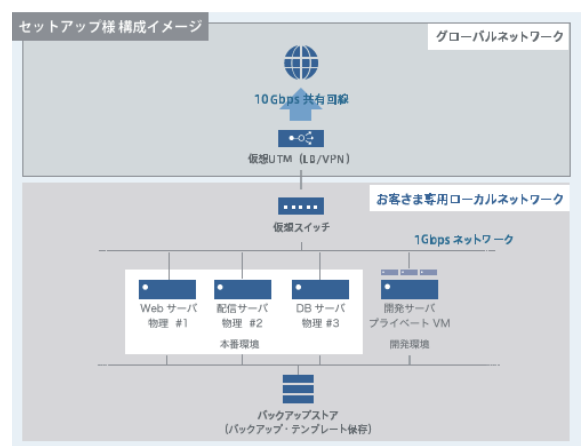 セットアップ様 構成イメージ
グローバルネットワーク
10Gbps 共有回線
仮想UTM（LB/VPN）
お客さま専用ローカルネットワーク
仮想スイッチ
1Gbps ネットワーク
Web サーバ
物理 #1
配信サーバ
物理 #2
DB サーバ
物理 #3
開発サーバ
プライベート VM
本番環境
開発環境
バックアップストア
（バックアップ・テンプレート保存）